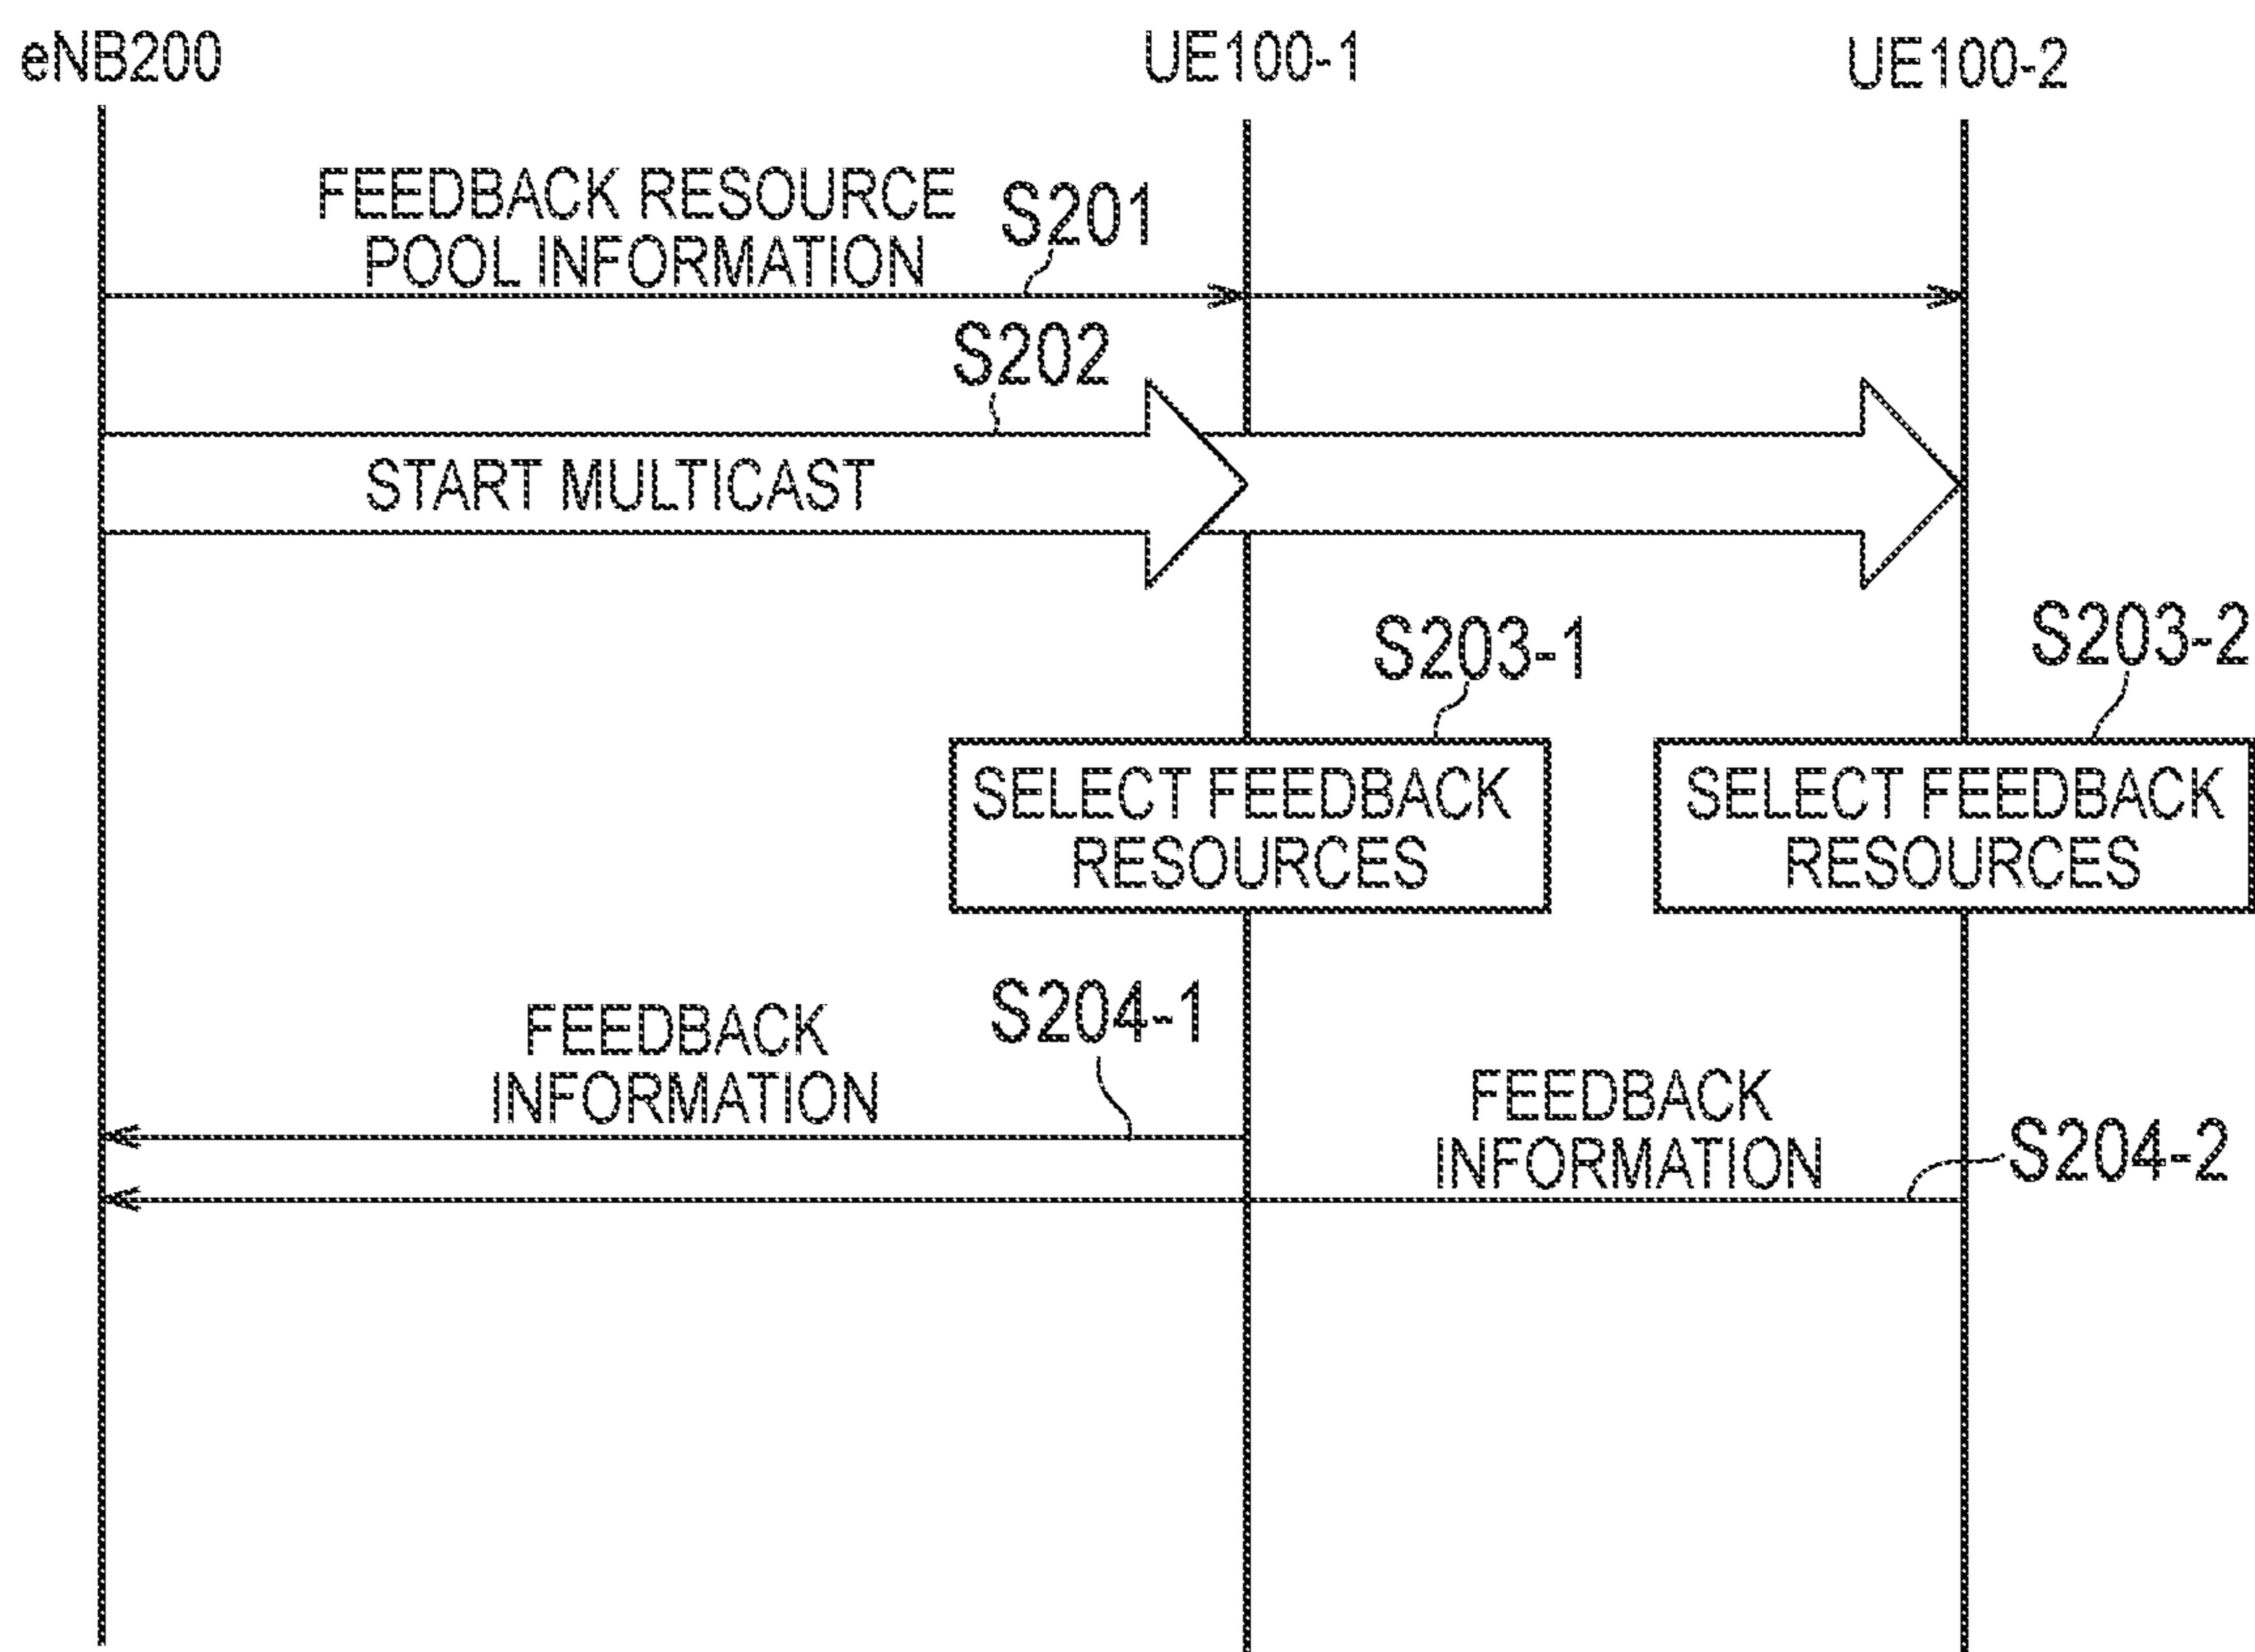 eNB200
UE100-1
UE100-2
FEEDBACK RESOURCE
POOL INFORMATION
S201
S202
START MULTICAST
S203-1
S203-2
SELECT FEEDBACK
RESOURCES
SELECT FEEDBACK
RESOURCES
S204-1
FEEDBACK
INFORMATION
FEEDBACK
INFORMATION
S204-2